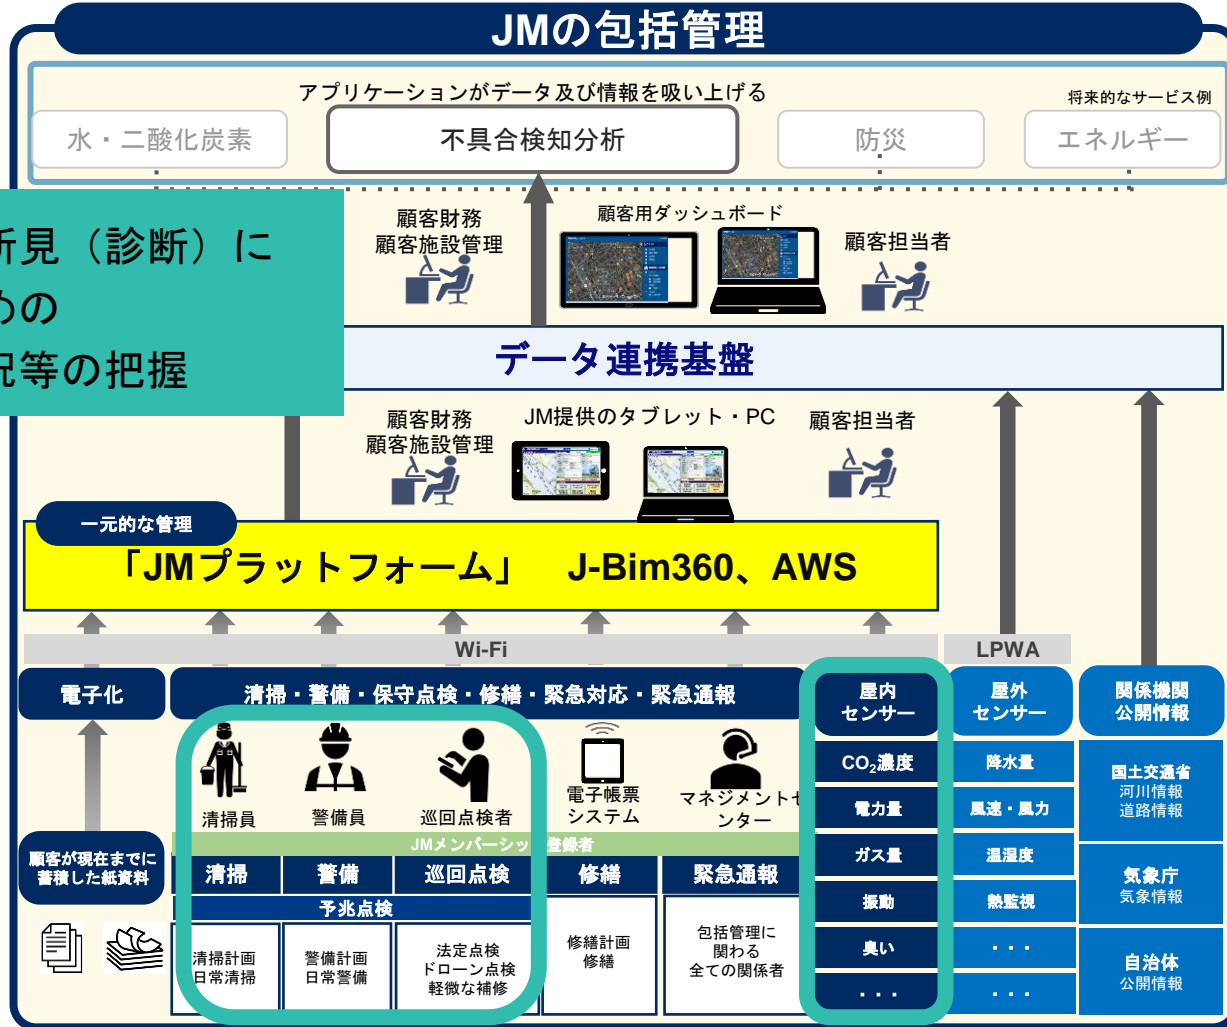 JMの包括管理
アプリケーションがデータ及び情報を吸い上げる
将来的なサービス例
水・二酸化炭素
不具合検知分析
防災
エネルギー
所見（診断）に
めの
況等の把握
顧客財務
顧客施設管理
顧客用ダッシュボード
顧客担当者
データ連携基盤
顧客財務
顧客施設管理
JM提供のタブレット・PC
顧客担当者
一元的な管理
「JMプラットフォーム」　J-Bim360、AWS
Wi-Fi
LPWA
電子化
清掃・警備・保守点検・修繕・緊急対応・緊急通報
屋内
センサー
屋外
センサー
関係機関
公開情報
清掃員
警備員
巡回点検者
電子帳票
システム
マネジメントセ
ンター
JMメンバーシッ
登録者
顧客が現在までに
蓄積した紙資料
清掃
警備
巡回点検
修繕
緊急通報
予兆点検
清掃計画
日常清掃
警備計画
日常警備
法定点検
ドローン点検
軽微な補修
修繕計画
修繕
包括管理に
関わる
全ての関係者
CO₂濃度
電力量
ガス量
振動
臭い
・・・
降水量
風速・風力
温湿度
熱監視
・・・
・・・
国土交通省
河川情報
道路情報
気象庁
気象情報
自治体
公開情報